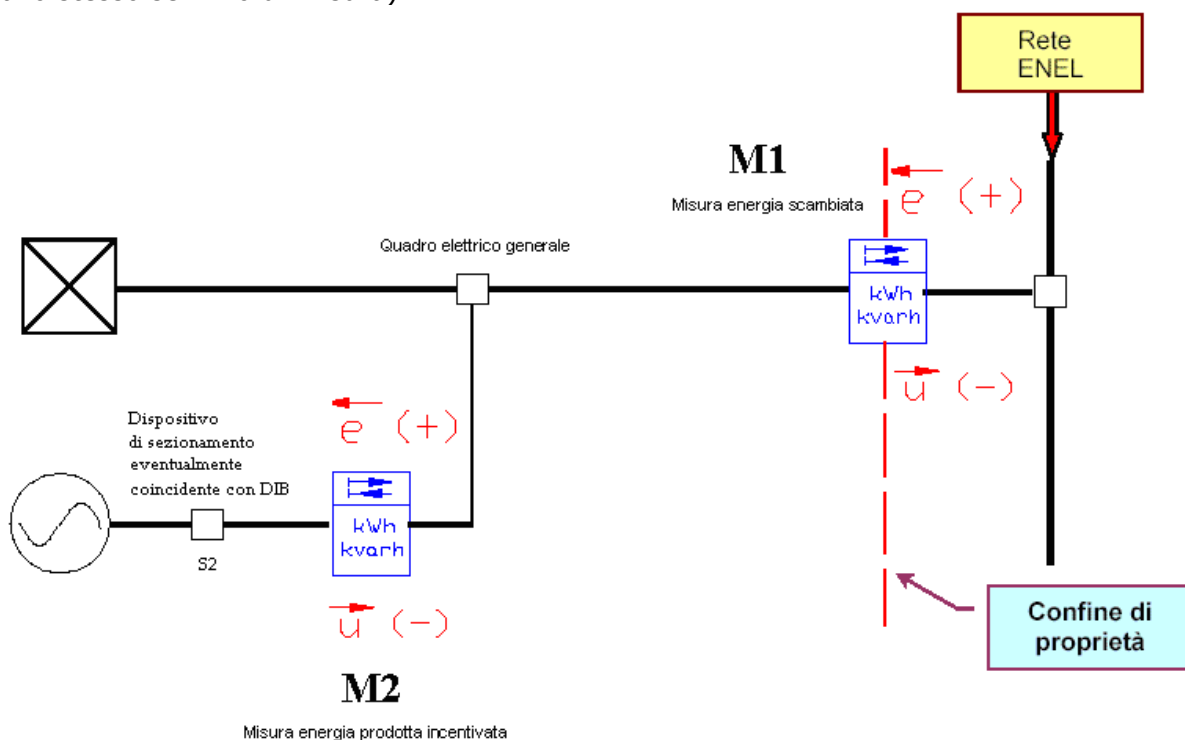 Rete
ENEL
M1
Misura energia scambiata
e (+)
Quadro elettrico generale
kWh
kvarh
u (-)
Dispositivo
di sezionamento
eventualmente
coincidente con DIB
e (+)
kWh
kvarh
S2
u (-)
Confine di
proprietà
M2
Misura energia prodotta incentivata